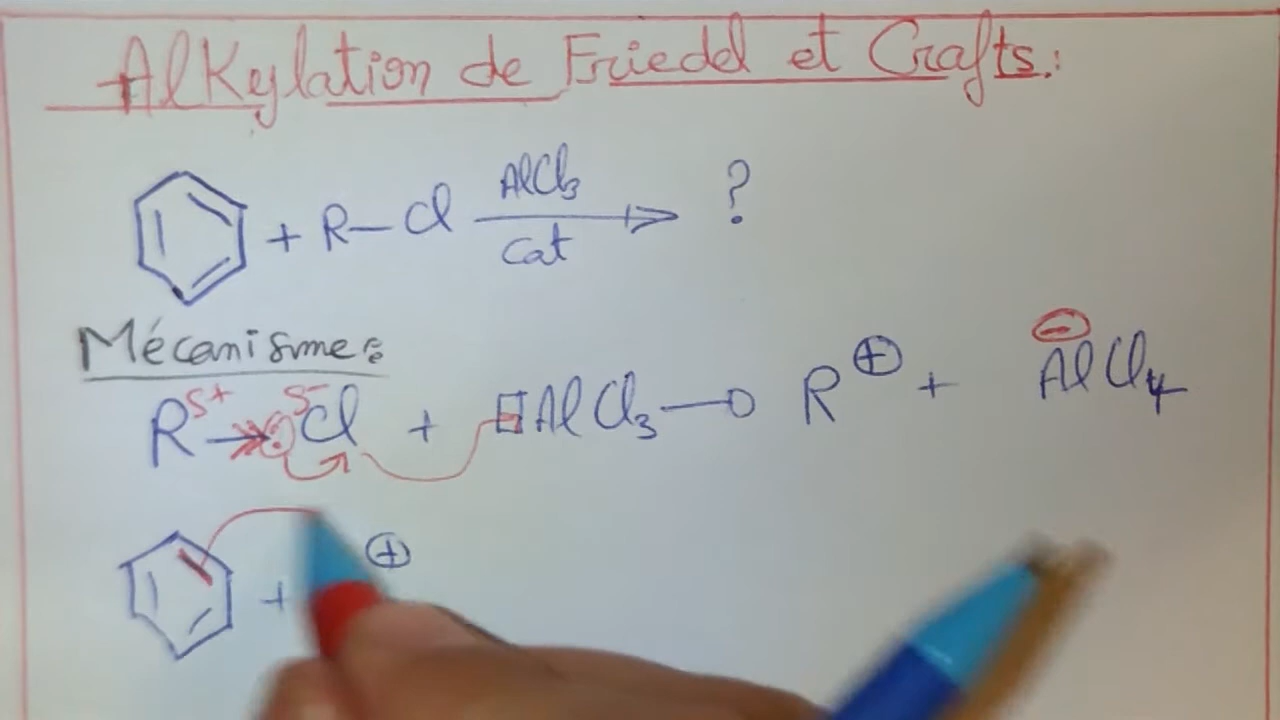 Alkylation de Friedel et Crafts:
+ R-Cl AlCl3 ?
Cat
Mécanisme:
R δ+ Cl δ- + AlCl3 → R ⊕ + AlCl4 ⊖
+ ⊕